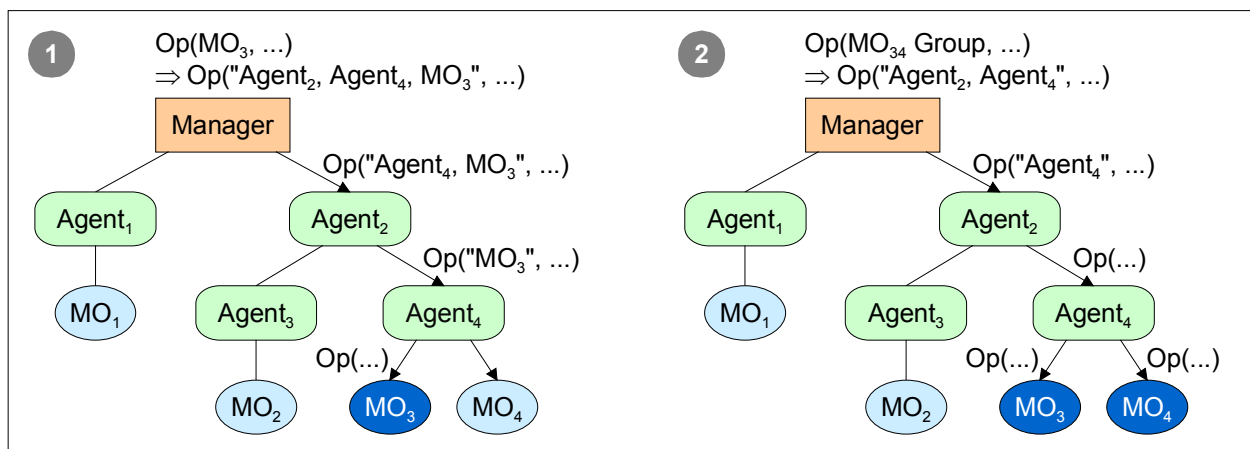 1
Op(MO₃, ...)
⇒ Op("Agent₂, Agent₄, MO₃", ...)
Manager
Op("Agent₄, MO₃", ...)
Agent₁
Agent₂
Op("MO₃", ...)
MO₁
Agent₃
Agent₄
Op(...)
MO₂
MO₃
MO₄
2
Op(MO₃₄ Group, ...)
⇒ Op("Agent₂, Agent₄", ...)
Manager
Op("Agent₄", ...)
Agent₁
Agent₂
Op(...)
MO₁
Agent₃
Agent₄
Op(...)
Op(...)
MO₂
MO₃
MO₄